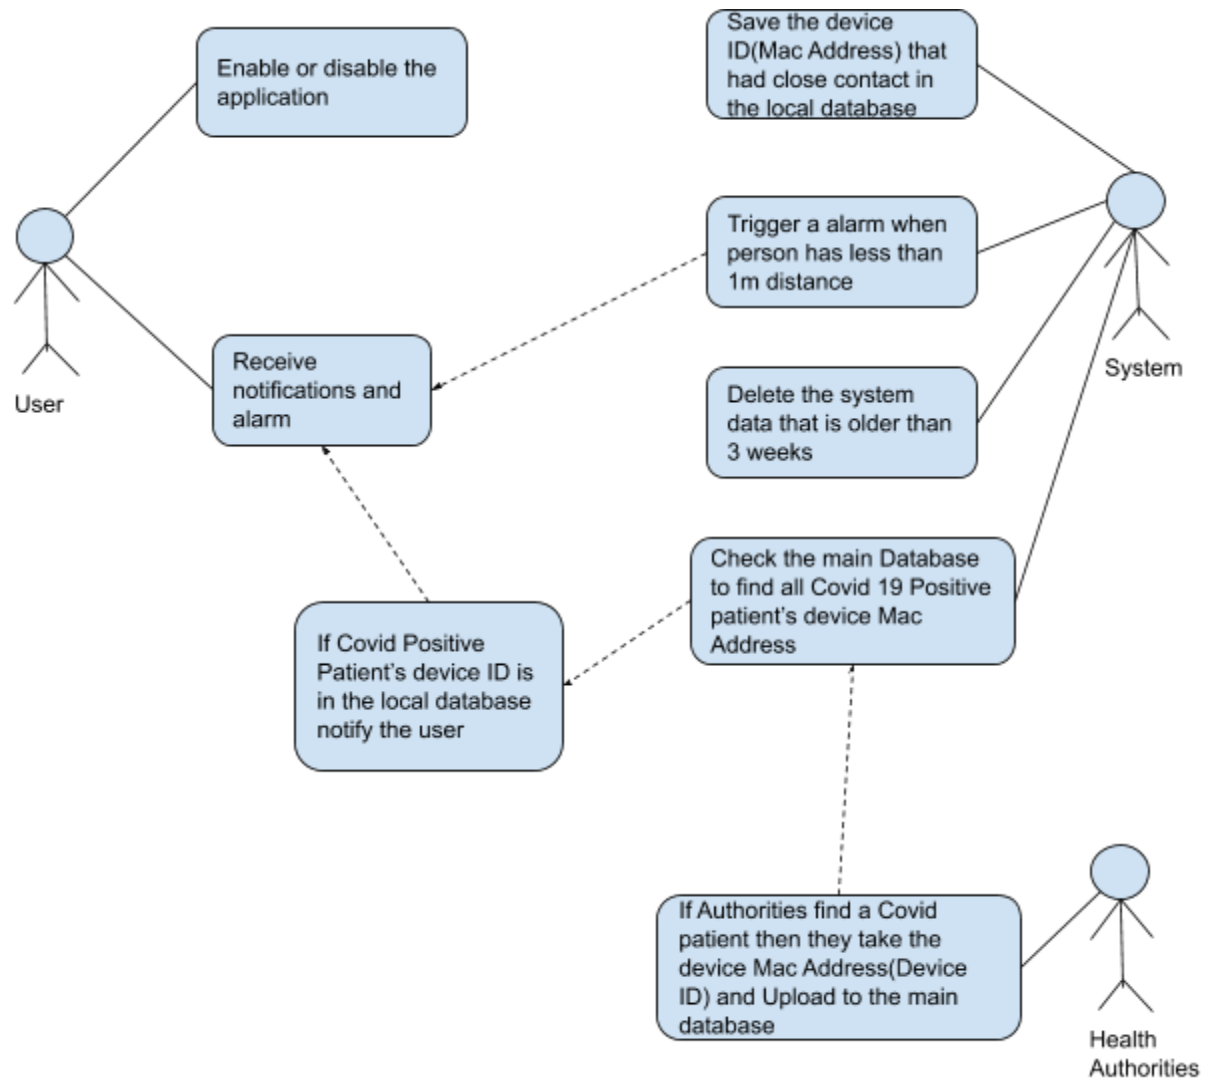 Enable or disable the
application
Save the device
ID(Mac Address) that
had close contact in
the local database
Trigger a alarm when
person has less than
1m distance
System
Receive
notifications and
alarm
User
Delete the system
data that is older than
3 weeks
Check the main Database
to find all Covid 19 Positive
patient's device Mac
Address
If Covid Positive
Patient's device ID is
in the local database
notify the user
If Authorities find a Covid
patient then they take the
device Mac Address(Device
ID) and Upload to the main
database
Health
Authorities